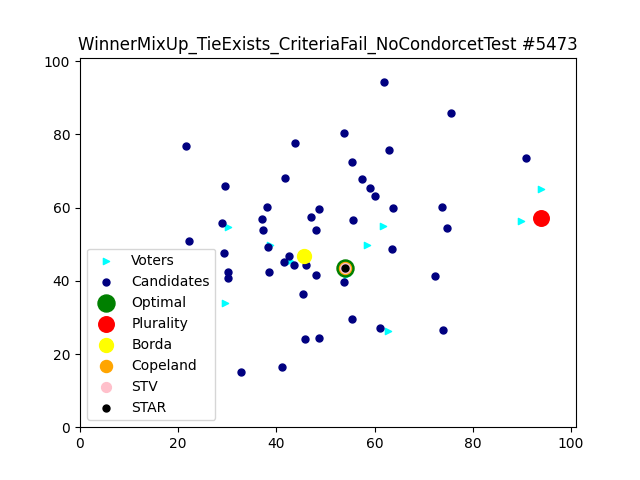 WinnerMixUp_TieExists_CriteriaFail_NoCondorcetTest #5473
100
80
60
40
20
0
Voters
Candidates
Optimal
Plurality
Borda
Copeland
STV
STAR
0 20 40 60 80 100